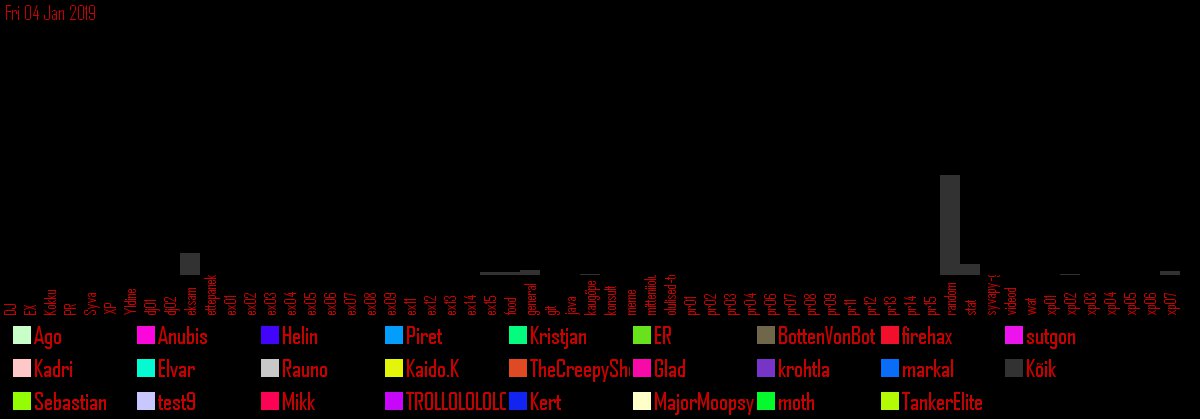 Fri 04 Jan 2019
DJ EX Kokku PR Syva XP Yldine dj01 dj02 eksam ettepanek ex01 ex02 ex03 ex04 ex05 ex06 ex07 ex08 ex09 ex11 ex12 ex13 ex14 ex15 food general git java kaugõpe konsult meme mitteriiol olulised-h pr01 pr02 pr03 pr04 pr06 pr07 pr08 pr09 pr11 pr12 pr13 pr14 pr15 random stat syvapy- videod wat xp01 xp02 xp03 xp04 xp05 xp06 xp07
Ago Anubis Helin Piret Kristjan ER BottenVonBot firehax sutgon
Kadri Elvar Rauno Kaido.K TheCreepySh Glad krohtla markal Kõik
Sebastian test9 Mikk TROLLOLOLOLO Kert MajorMoopsy moth TankerElite